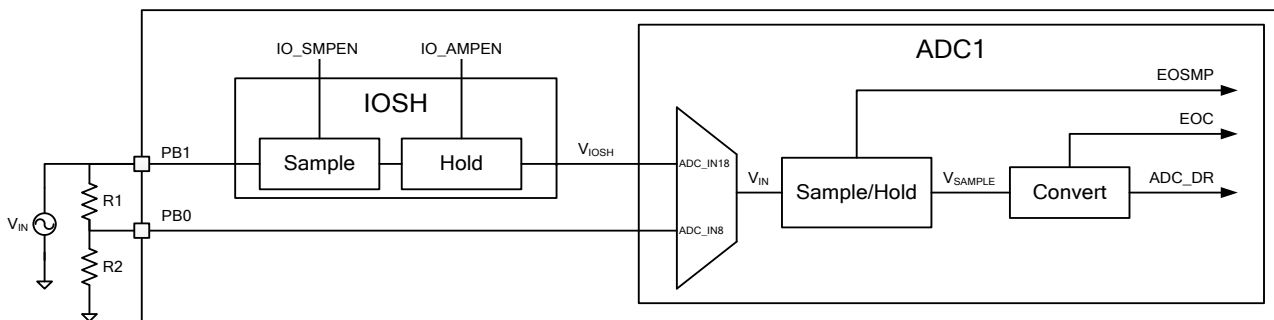 IO_SMPEN
IO_AMPEN
ADC1
IOSH
EOSMP
EOC
PB1
Sample
Hold
V_IOSH
ADC_IN18
V_IN
Sample/Hold
V_SAMPLE
Convert
ADC_DR
R1
V_IN
PB0
ADC_IN8
R2